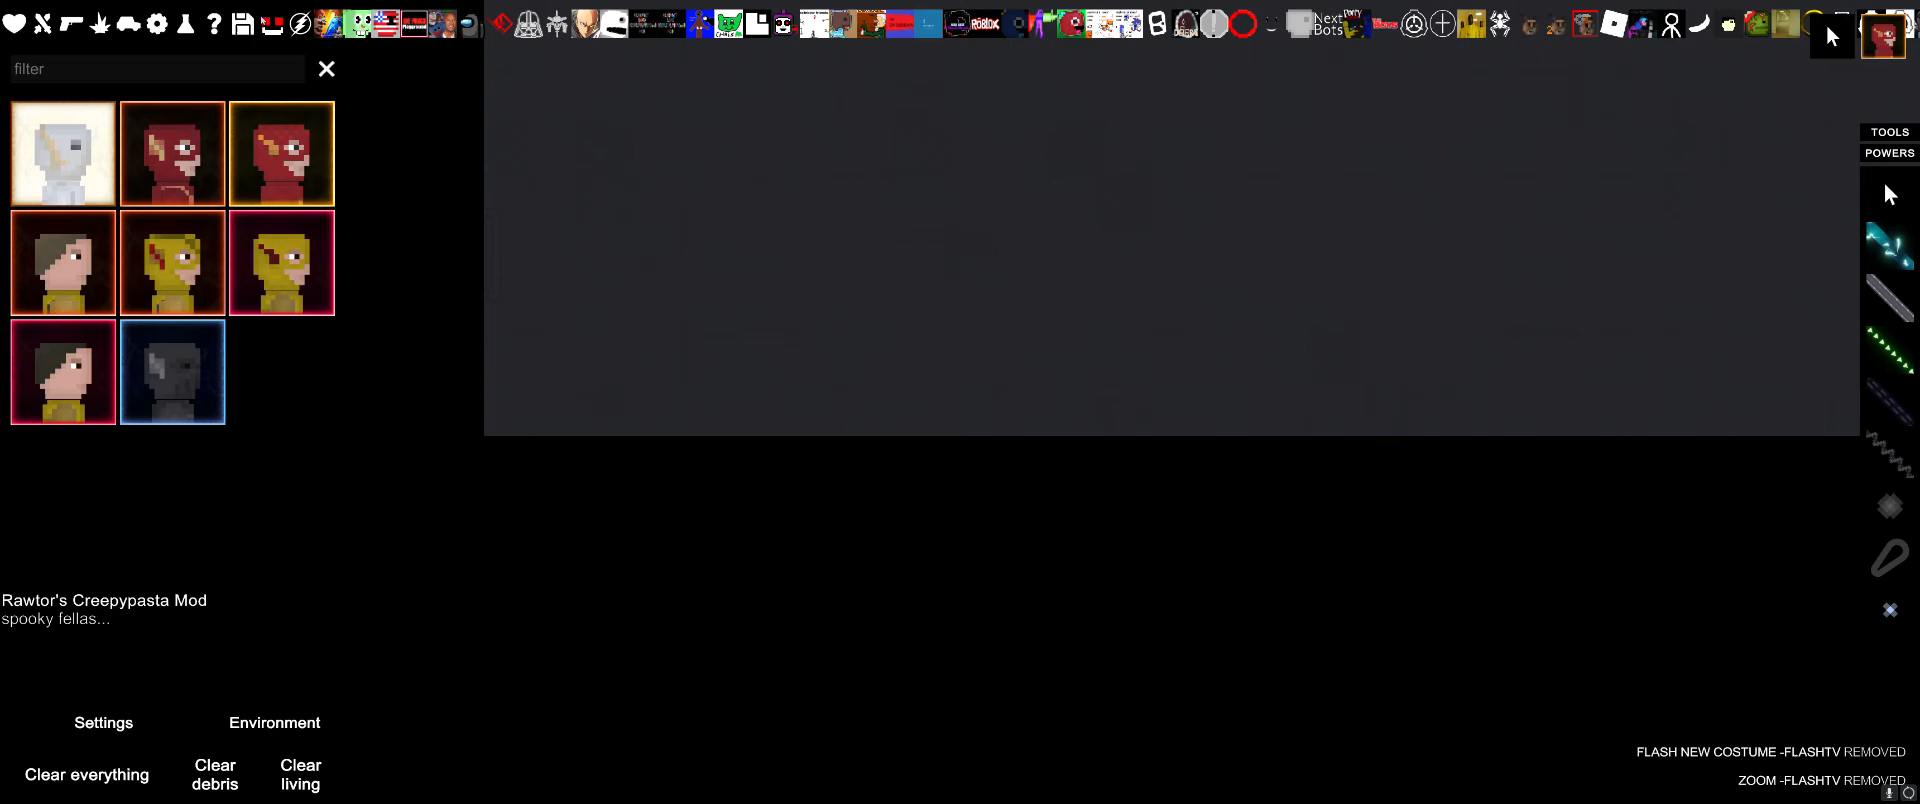 Next
Bots
ROBLOX
filter
TOOLS
POWERS
Rawtor's Creepypasta Mod
spooky fellas...
Settings
Environment
Clear everything
Clear
debris
Clear
living
FLASH NEW COSTUME -FLASHTV REMOVED
ZOOM -FLASHTV REMOVED